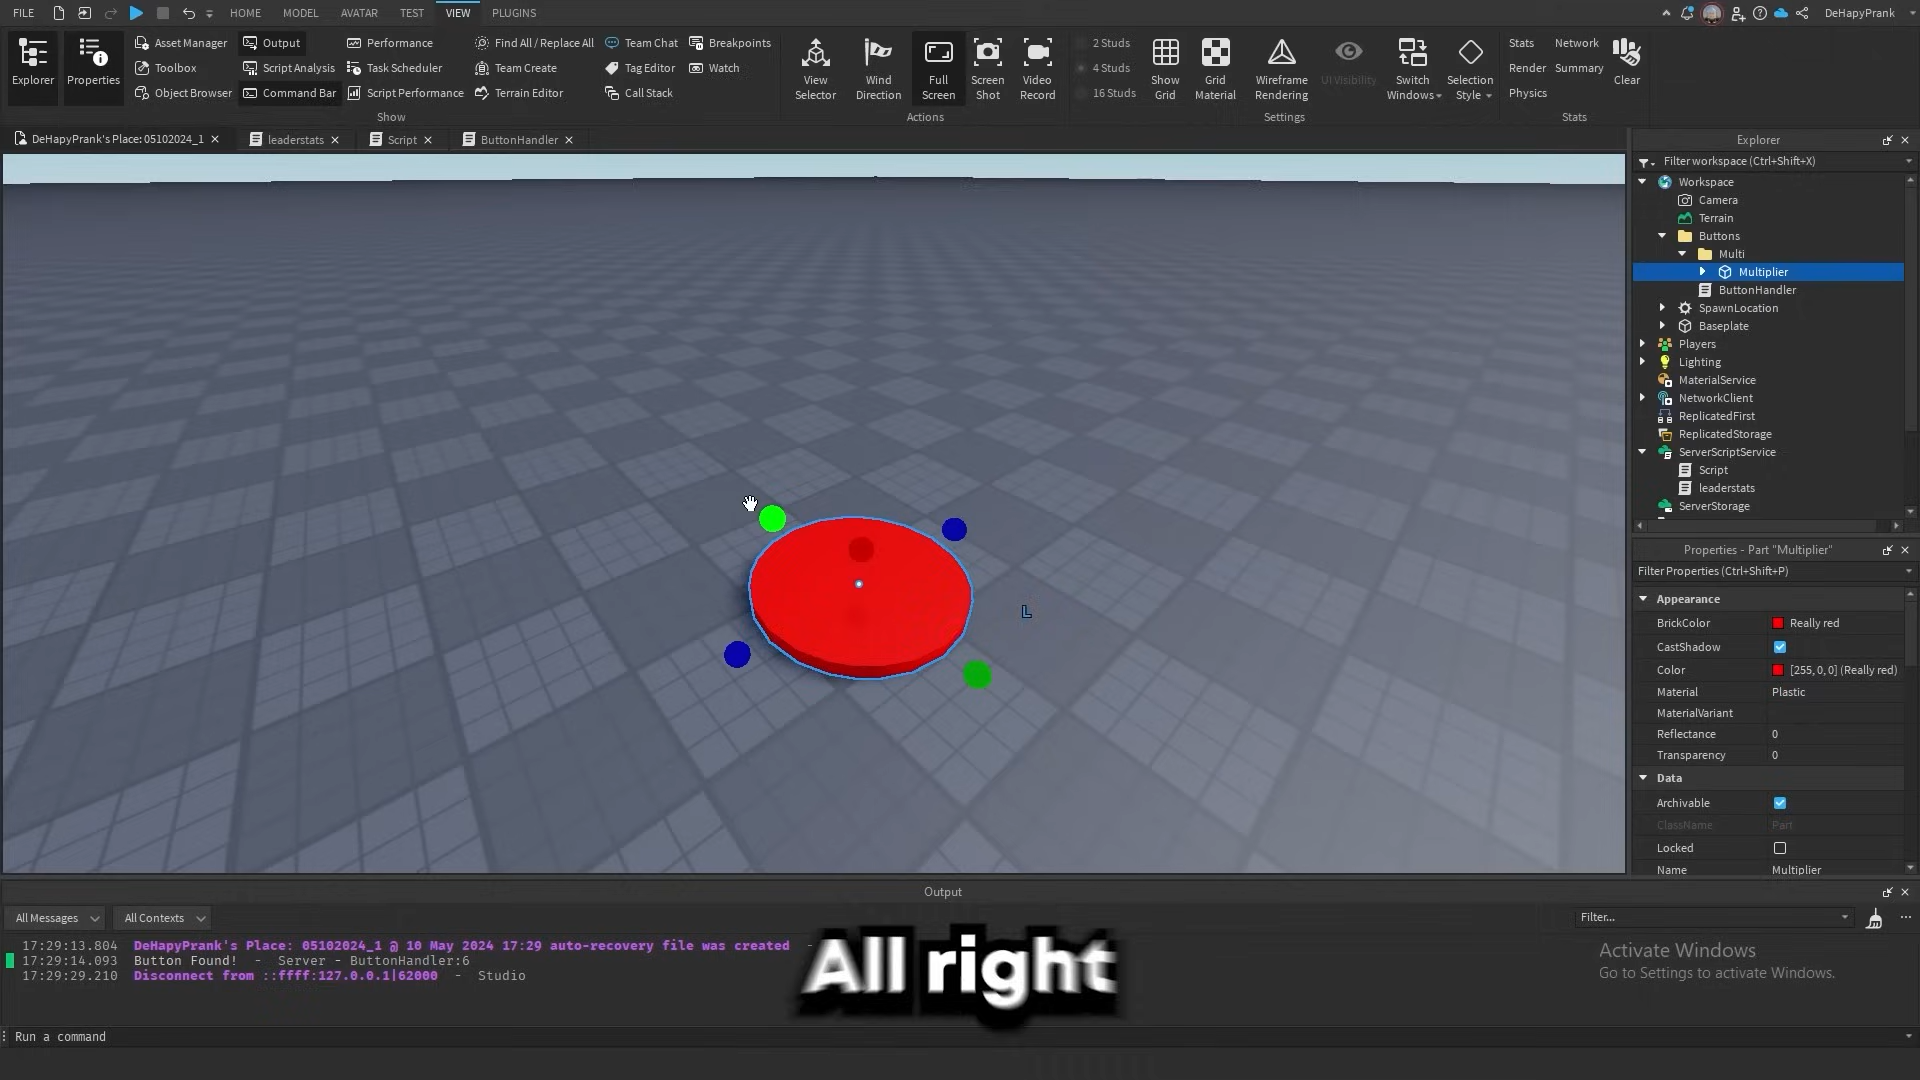 FILE HOME MODEL AVATAR TEST VIEW PLUGINS DeHapyPrank
Explorer Properties
Asset Manager Output Performance Find All / Replace All Team Chat Breakpoints
Toolbox Script Analysis Task Scheduler Team Create Tag Editor Watch
Object Browser Command Bar Script Performance Terrain Editor Call Stack
Show
View Selector Wind Direction Full Screen Screen Shot Video Record
Actions
2 Studs
4 Studs
16 Studs
Show Grid Grid Material Wireframe Rendering UI Visibility Switch Windows Selection Style
Settings
Stats Network
Render Summary
Physics
Clear
Stats
DeHapyPrank's Place: 05102024_1 leaderstats Script ButtonHandler
L
Explorer
Filter workspace (Ctrl+Shift+X)
Workspace
Camera
Terrain
Buttons
Multi
Multiplier
ButtonHandler
SpawnLocation
Baseplate
Players
Lighting
MaterialService
NetworkClient
ReplicatedFirst
ReplicatedStorage
ServerScriptService
Script
leaderstats
ServerStorage
Properties - Part "Multiplier"
Filter Properties (Ctrl+Shift+P)
Appearance
BrickColor Really red
CastShadow
Color [255, 0, 0] (Really red)
Material Plastic
MaterialVariant
Reflectance 0
Transparency 0
Data
Archivable
ClassName Part
Locked
Name Multiplier
Output
All Messages All Contexts Filter...
17:29:13.804 DeHapyPrank's Place: 05102024_1 @ 10 May 2024 17:29 auto-recovery file was created -
17:29:14.093 Button Found! - Server - ButtonHandler:6
17:29:29.210 Disconnect from ::ffff:127.0.0.1|62000 - Studio
All right
Activate Windows
Go to Settings to activate Windows.
Run a command